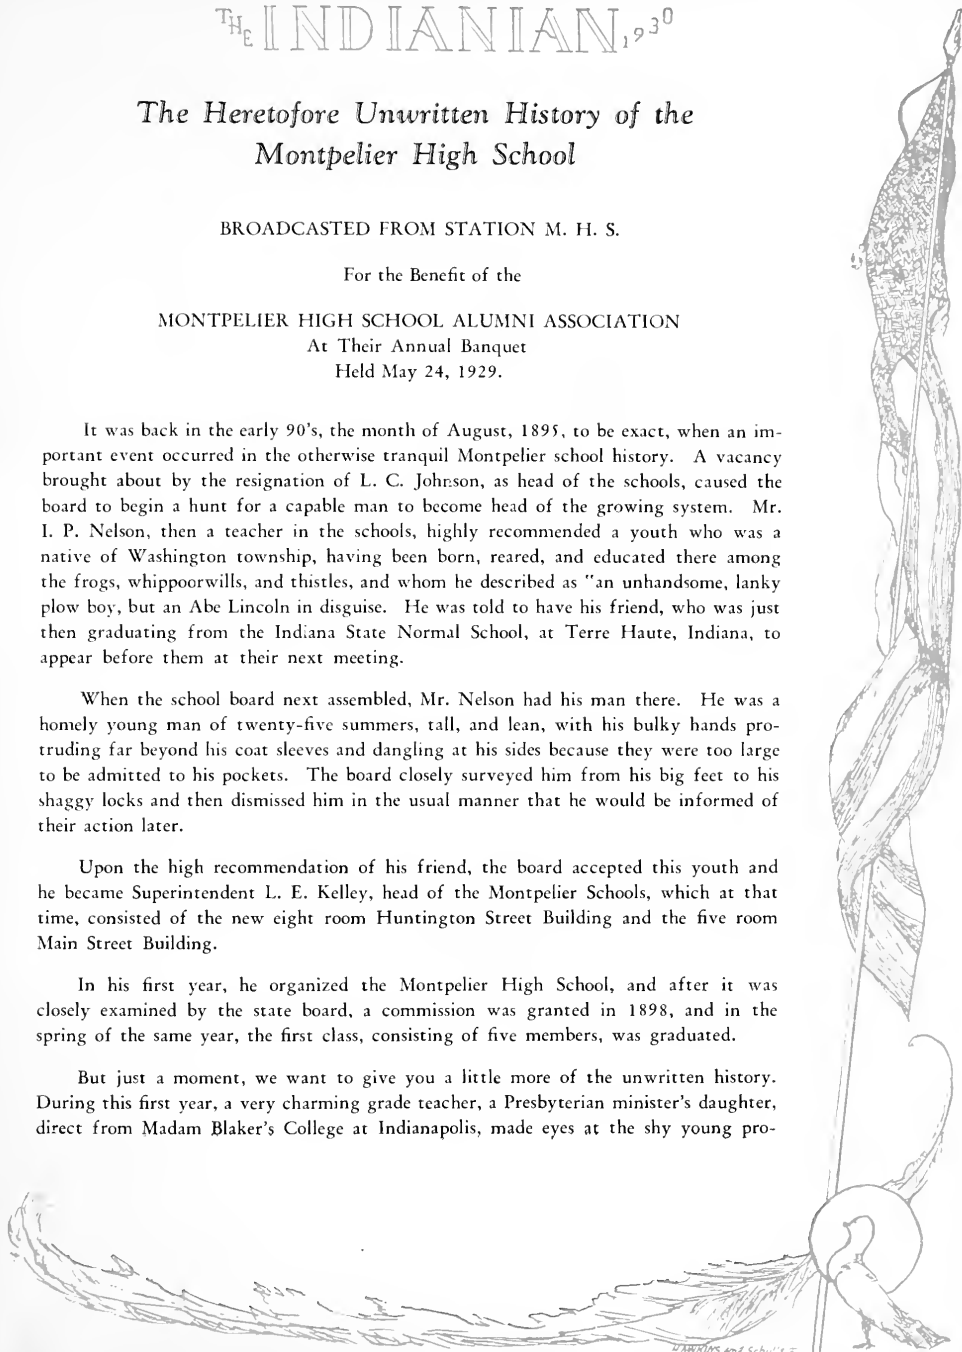 THE INDIANIAN 1930
The Heretofore Unwritten History of the
Montpelier High School
BROADCASTED FROM STATION M. H. S.
For the Benefit of the
MONTPELIER HIGH SCHOOL ALUMNI ASSOCIATION
At Their Annual Banquet
Held May 24, 1929.
It was back in the early 90's, the month of August, 1895, to be exact, when an im-
portant event occurred in the otherwise tranquil Montpelier school history. A vacancy
brought about by the resignation of L. C. Johnson, as head of the schools, caused the
board to begin a hunt for a capable man to become head of the growing system. Mr.
I. P. Nelson, then a teacher in the schools, highly recommended a youth who was a
native of Washington township, having been born, reared, and educated there among
the frogs, whippoorwills, and thistles, and whom he described as "an unhandsome, lanky
plow boy, but an Abe Lincoln in disguise. He was told to have his friend, who was just
then graduating from the Indiana State Normal School, at Terre Haute, Indiana, to
appear before them at their next meeting.
When the school board next assembled, Mr. Nelson had his man there. He was a
homely young man of twenty-five summers, tall, and lean, with his bulky hands pro-
truding far beyond his coat sleeves and dangling at his sides because they were too large
to be admitted to his pockets. The board closely surveyed him from his big feet to his
shaggy locks and then dismissed him in the usual manner that he would be informed of
their action later.
Upon the high recommendation of his friend, the board accepted this youth and
he became Superintendent L. E. Kelley, head of the Montpelier Schools, which at that
time, consisted of the new eight room Huntington Street Building and the five room
Main Street Building.
In his first year, he organized the Montpelier High School, and after it was
closely examined by the state board, a commission was granted in 1898, and in the
spring of the same year, the first class, consisting of five members, was graduated.
But just a moment, we want to give you a little more of the unwritten history.
During this first year, a very charming grade teacher, a Presbyterian minister's daughter,
direct from Madam Blaker's College at Indianapolis, made eyes at the shy young pro-
HAWKINS and